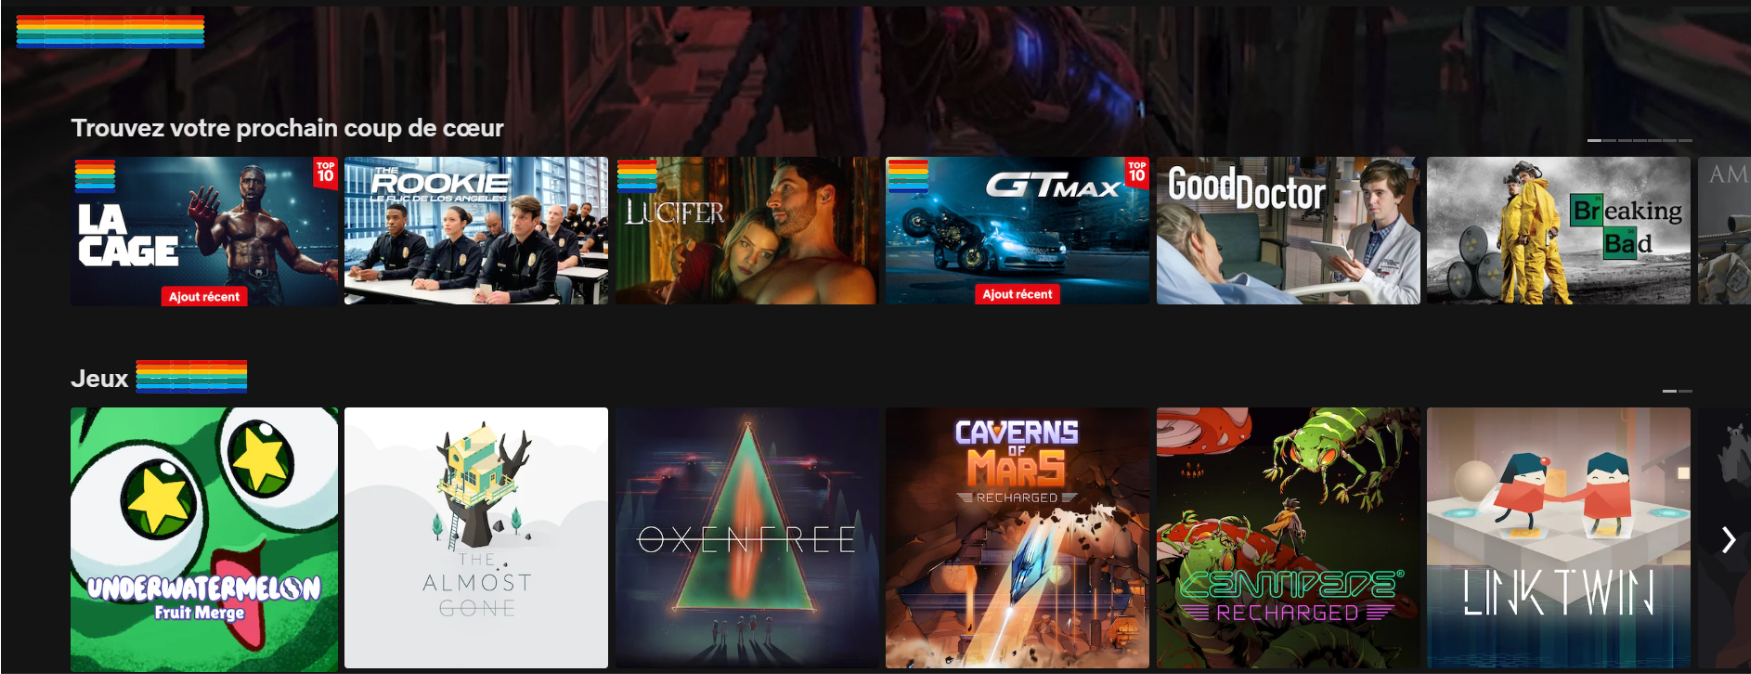 Trouvez votre prochain coup de cœur
LA
CAGE
TOP
10
Ajout récent
THE
ROOKIE
LE FLIC DE LOS ANGELES
LUCIFER
GTMAX
TOP
10
Ajout récent
GOOD DOCTOR
Breaking
Bad
AM
Jeux
UNDERWATERMELON
Fruit Merge
THE
ALMOST
GONE
OXENFREE
CAVERNS
OF
MARS
RECHARGED
CENTIPEDE®
RECHARGED
LINK TWIN